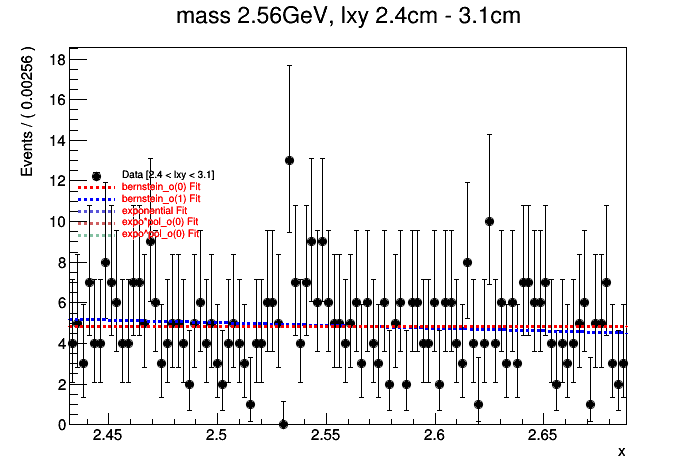 mass 2.56GeV, lxy 2.4cm - 3.1cm
Events / ( 0.00256 )
18
16
14
12
10
8
6
4
2
0
Data [2.4 < lxy < 3.1]
bernstein_o(0) Fit
bernstein_o(1) Fit
exponential Fit
expo*pol_o(0) Fit
expo*pol_o(0) Fit
2.45
2.5
2.55
2.6
2.65
x